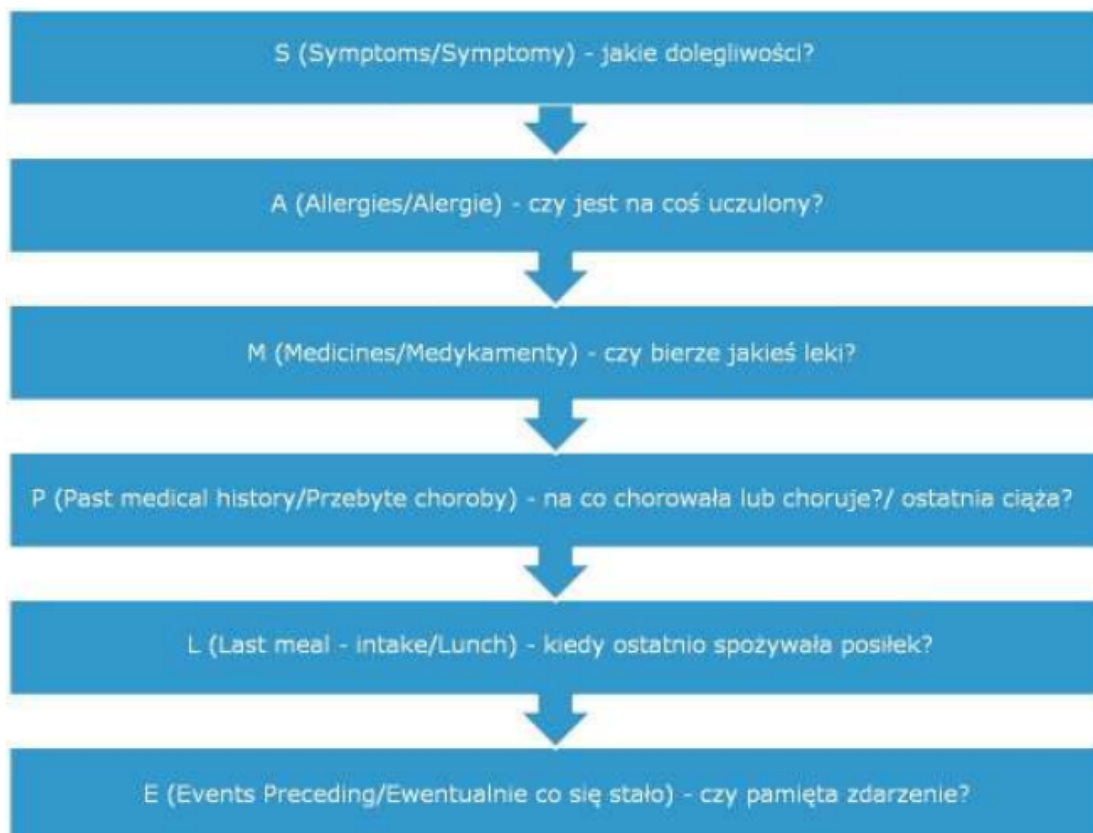 S (Symptoms/Symptomy) - jakie dolegliwości?
A (Allergies/Alergie) - czy jest na coś uczulony?
M (Medicines/Medykamenty) - czy bierze jakieś leki?
P (Past medical history/Przebyte choroby) - na co chorowała lub choruje?/ ostatnia ciąża?
L (Last meal - intake/Lunch) - kiedy ostatnio spożywała posiłek?
E (Events Preceding/Ewentualnie co się stało) - czy pamięta zdarzenie?